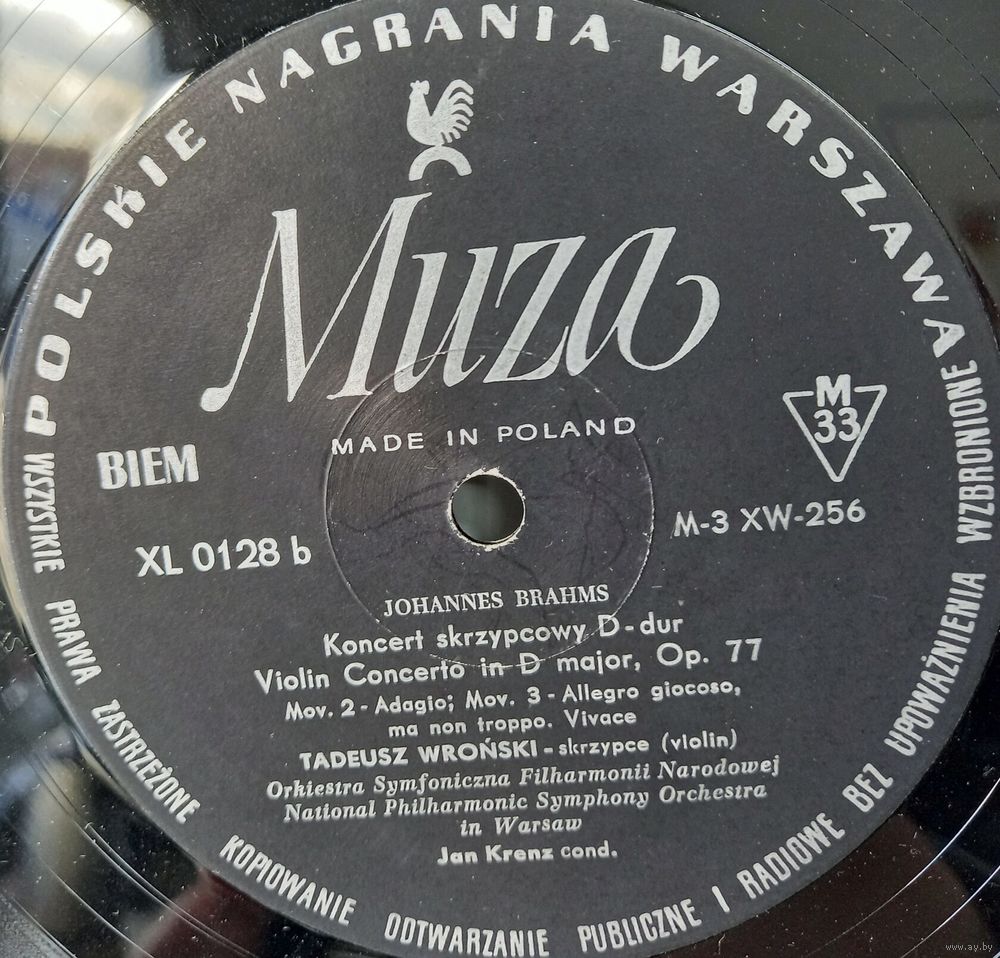 POLSKIE NAGRANIA WARSZAWA
Muza
MADE IN POLAND
BIEM
M
33
XL 0128 b
M-3 XW-256
JOHANNES BRAHMS
Koncert skrzypcowy D-dur
Violin Concerto in D major, Op. 77
Mov. 2 - Adagio; Mov. 3 - Allegro giocoso,
ma non troppo. Vivace
TADEUSZ WROŃSKI - skrzypce (violin)
Orkiestra Symfoniczna Filharmonii Narodowej
National Philharmonic Symphony Orchestra
in Warsaw
Jan Krenz cond.
WSZYSTKIE PRAWA ZASTRZEŻONE KOPIOWANIE ODTWARZANIE PUBLICZNE I RADIOWE BEZ UPOWAŻNIENIA WZBRONIONE
www.ay.by